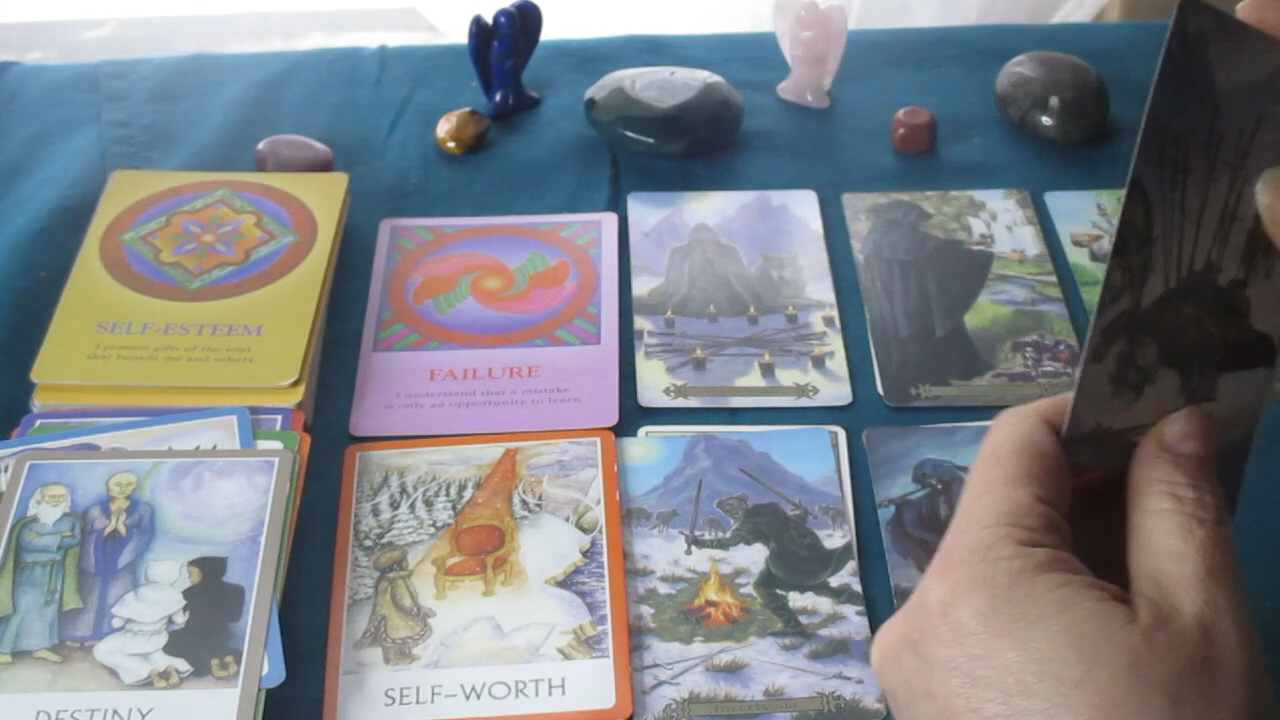 SELF-ESTEEM
I possess gifts of the soul
that benefit me and others
FAILURE
I understand that a mistake
is only an opportunity to learn
SELF-WORTH
DESTINY